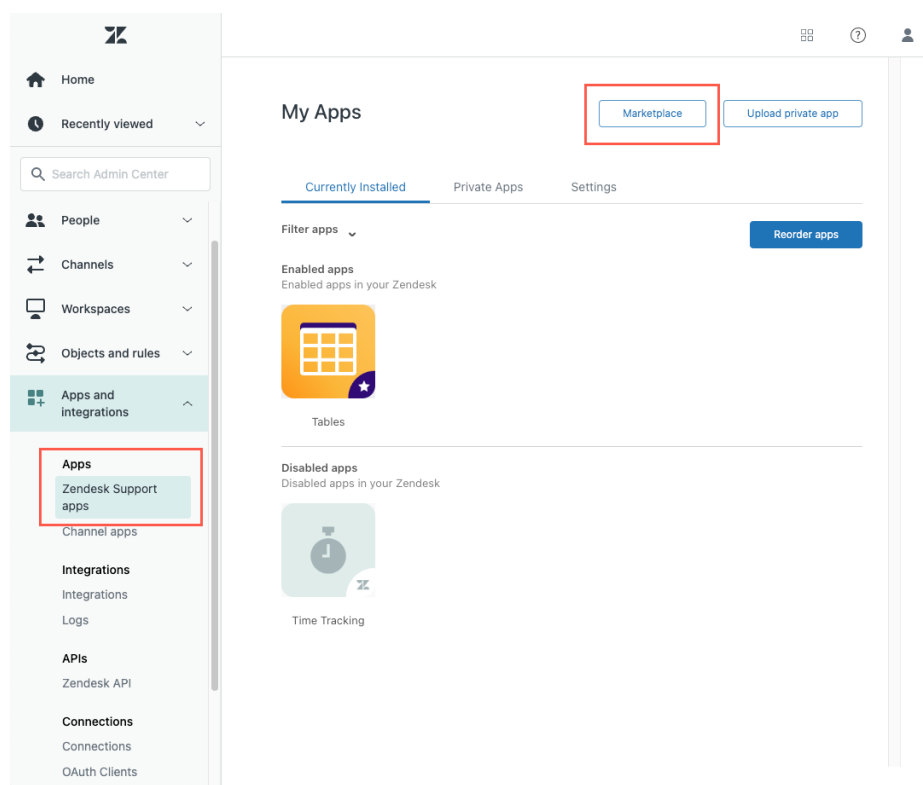 Home
Recently viewed
Search Admin Center
People
Channels
Workspaces
Objects and rules
Apps and
integrations
Apps
Zendesk Support
apps
Channel apps
Integrations
Integrations
Logs
APIs
Zendesk API
Connections
Connections
OAuth Clients
My Apps
Marketplace
Upload private app
Currently Installed
Private Apps
Settings
Filter apps
Reorder apps
Enabled apps
Enabled apps in your Zendesk
Tables
Disabled apps
Disabled apps in your Zendesk
Time Tracking